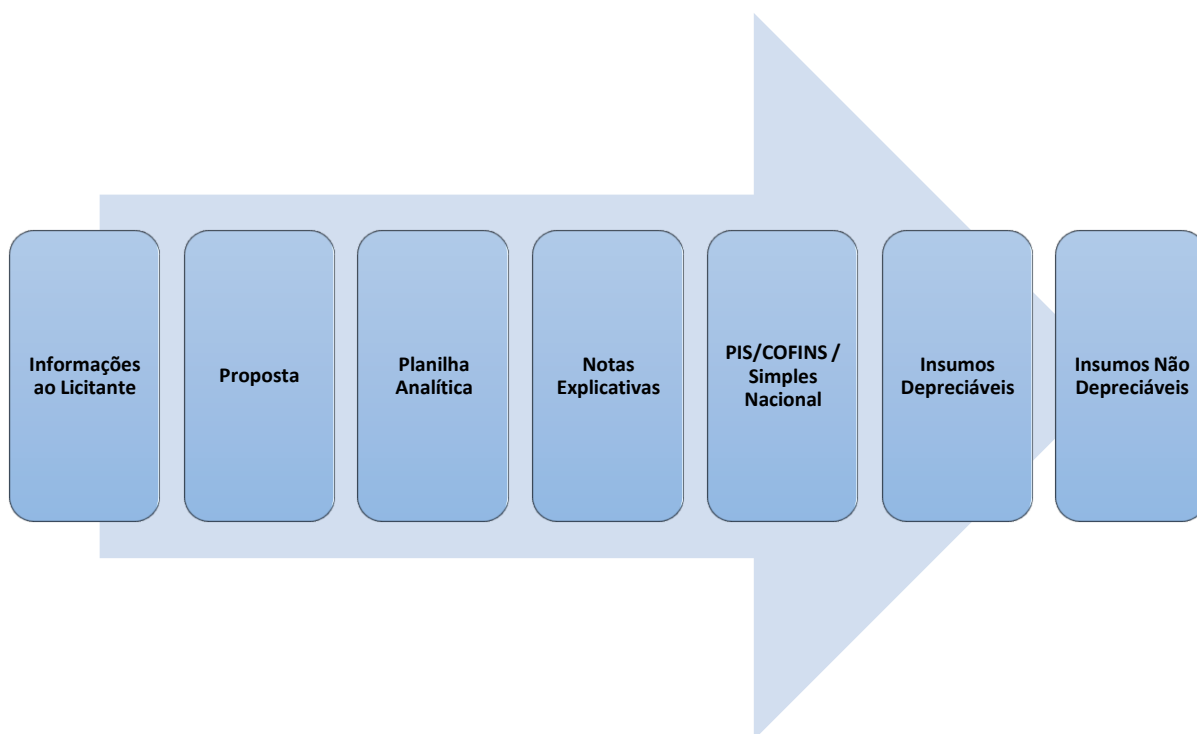 Informações
ao Licitante
Proposta
Planilha
Analítica
Notas
Explicativas
PIS/COFINS /
Simples
Nacional
Insumos
Depreciáveis
Insumos Não
Depreciáveis